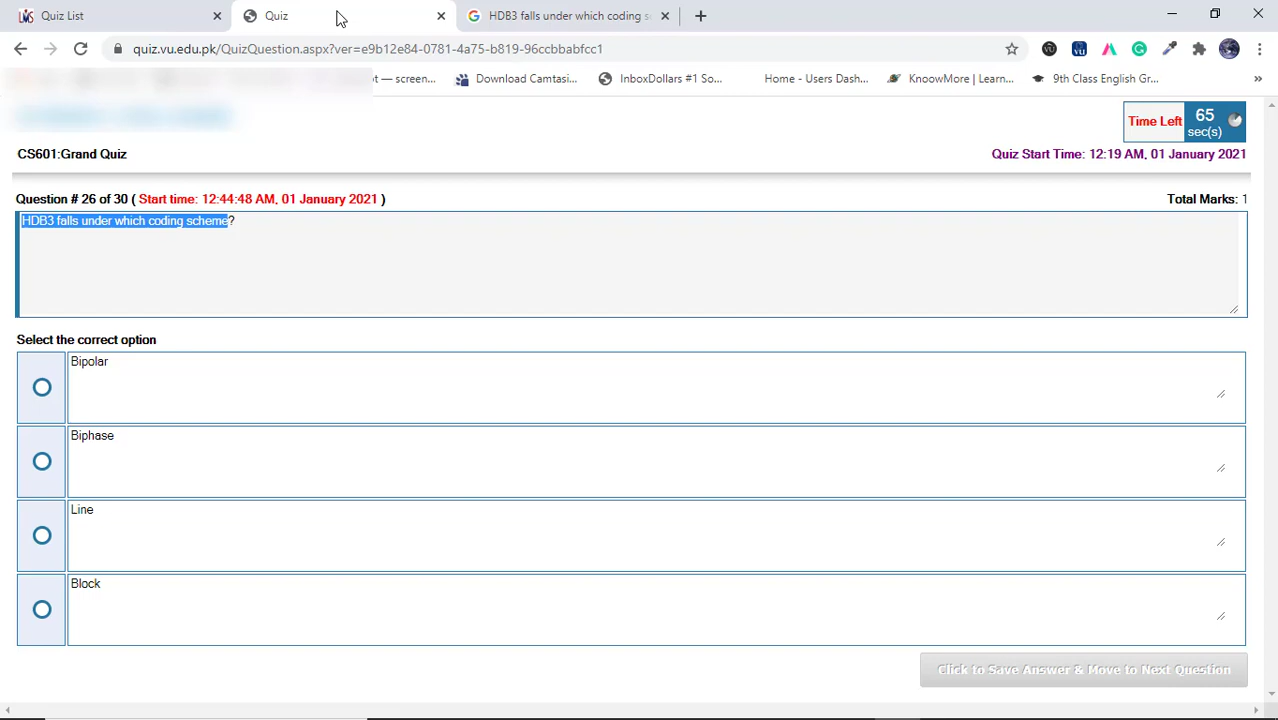 Quiz List
Quiz
HDB3 falls under which coding s
quiz.vu.edu.pk/QuizQuestion.aspx?ver=e9b12e84-0781-4a75-b819-96ccbbabfcc1
t — screen...
Download Camtasi...
InboxDollars #1 So...
Home - Users Dash...
KnoowMore | Learn...
9th Class English Gr...
»
Time Left
65
sec(s)
CS601:Grand Quiz
Quiz Start Time: 12:19 AM, 01 January 2021
Question # 26 of 30 ( Start time: 12:44:48 AM, 01 January 2021 )
Total Marks: 1
HDB3 falls under which coding scheme?
Select the correct option
Bipolar
Biphase
Line
Block
Click to Save Answer & Move to Next Question